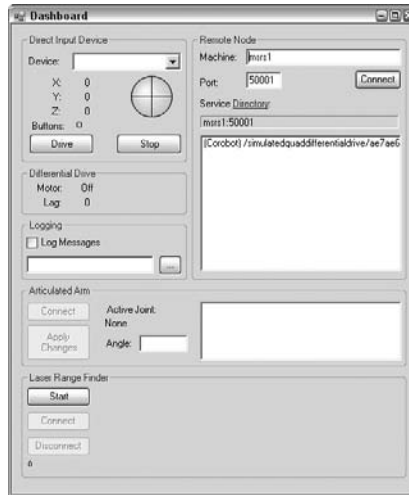 Dashboard
Direct Input Device
Device:
X: 0
Y: 0
Z: 0
Buttons: O
Drive Stop
Differential Drive
Motor: Off
Lag: 0
Logging
Log Messages
...
Remote Node
Machine: msrs1
Port: 50001 Connect
Service Directory:
msrs1:50001
(Corobot) /simulatedquaddifferentialdrive/ae7ae6
Articulated Arm
Connect
Apply Changes
Active Joint:
None
Angle:
Laser Range Finder
Start
Connect
Disconnect
0